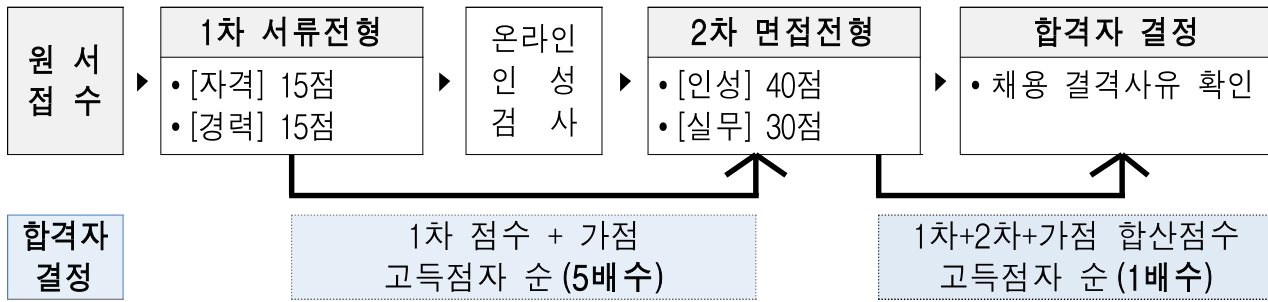 원 서
접 수
1차 서류전형
• [자격] 15점
• [경력] 15점
온라인
인 성
검 사
2차 면접전형
• [인성] 40점
• [실무] 30점
합격자 결정
• 채용 결격사유 확인
합격자
결정
1차 점수 + 가점
고득점자 순 (5배수)
1차+2차+가점 합산점수
고득점자 순 (1배수)